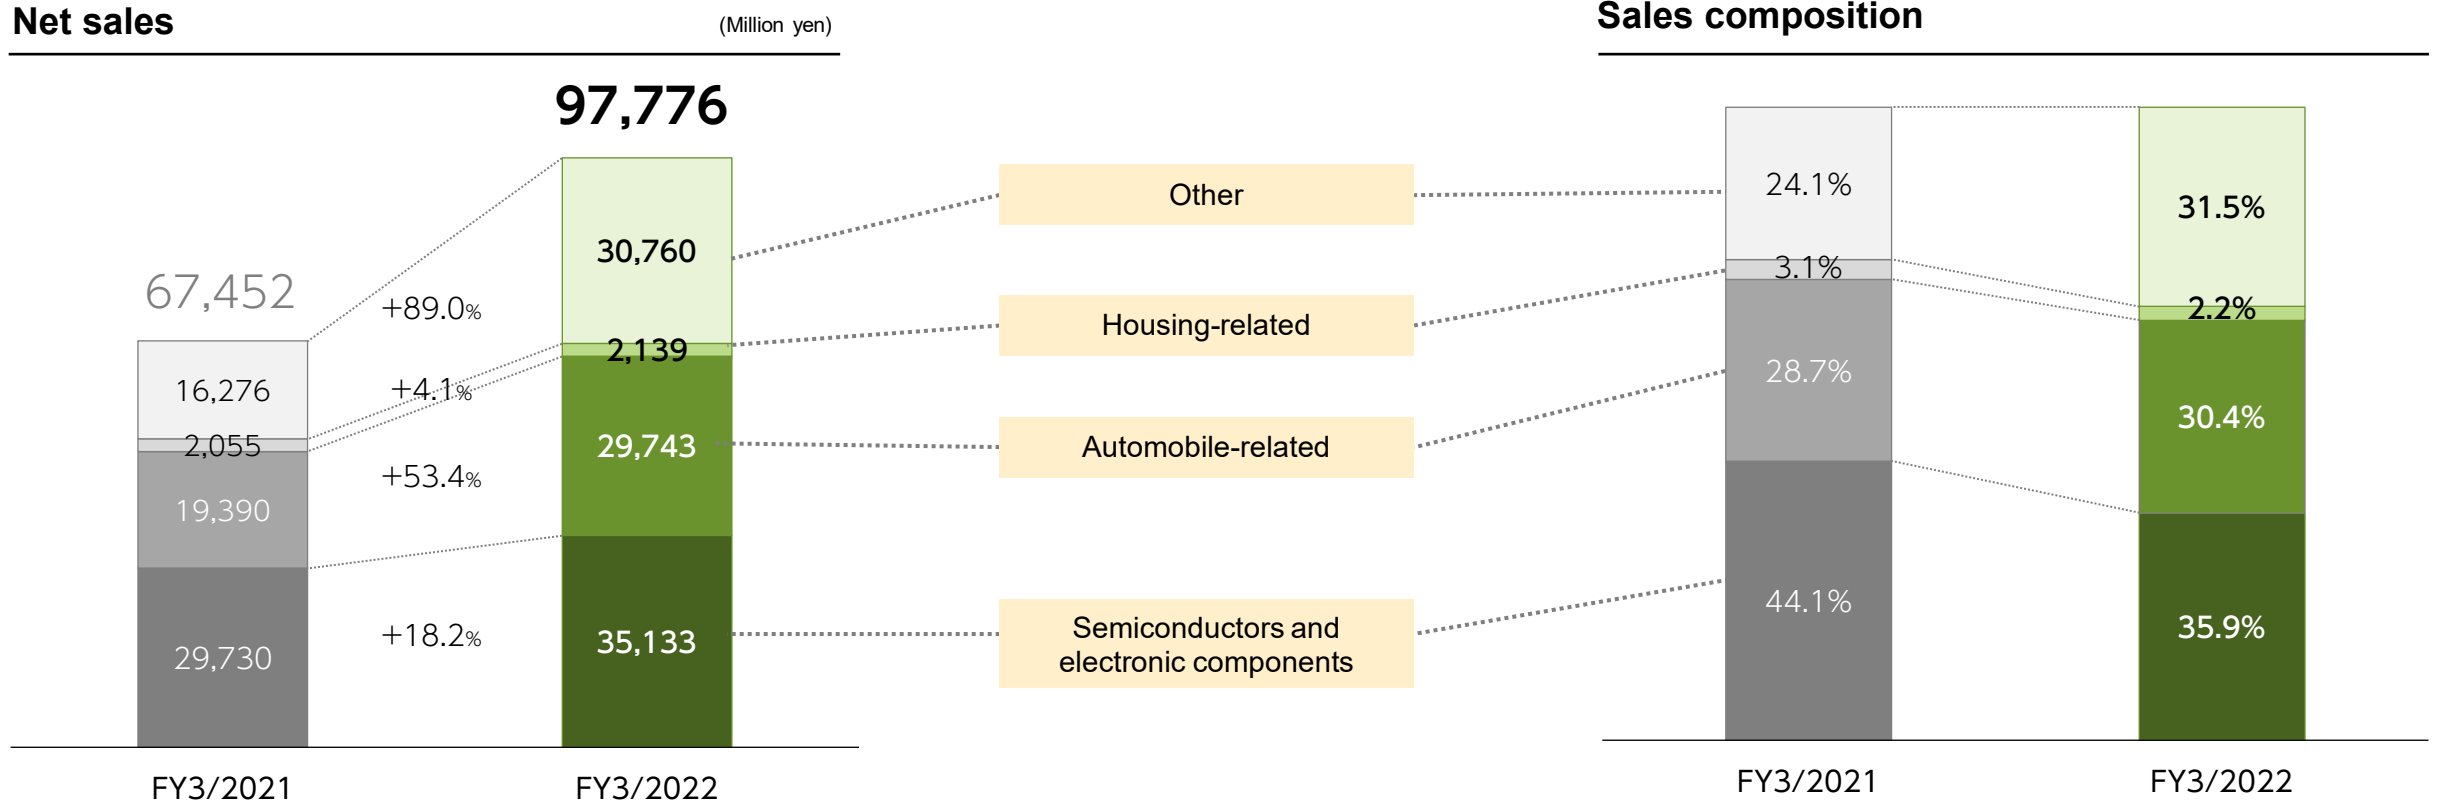 Net sales
(Million yen)
97,776
67,452
30,760
2,139
29,743
35,133
16,276
2,055
19,390
29,730
+89.0%
+4.1%
+53.4%
+18.2%
FY3/2021
FY3/2022
Other
Housing-related
Automobile-related
Semiconductors and
electronic components
Sales composition
24.1%
3.1%
28.7%
44.1%
31.5%
2.2%
30.4%
35.9%
FY3/2021
FY3/2022